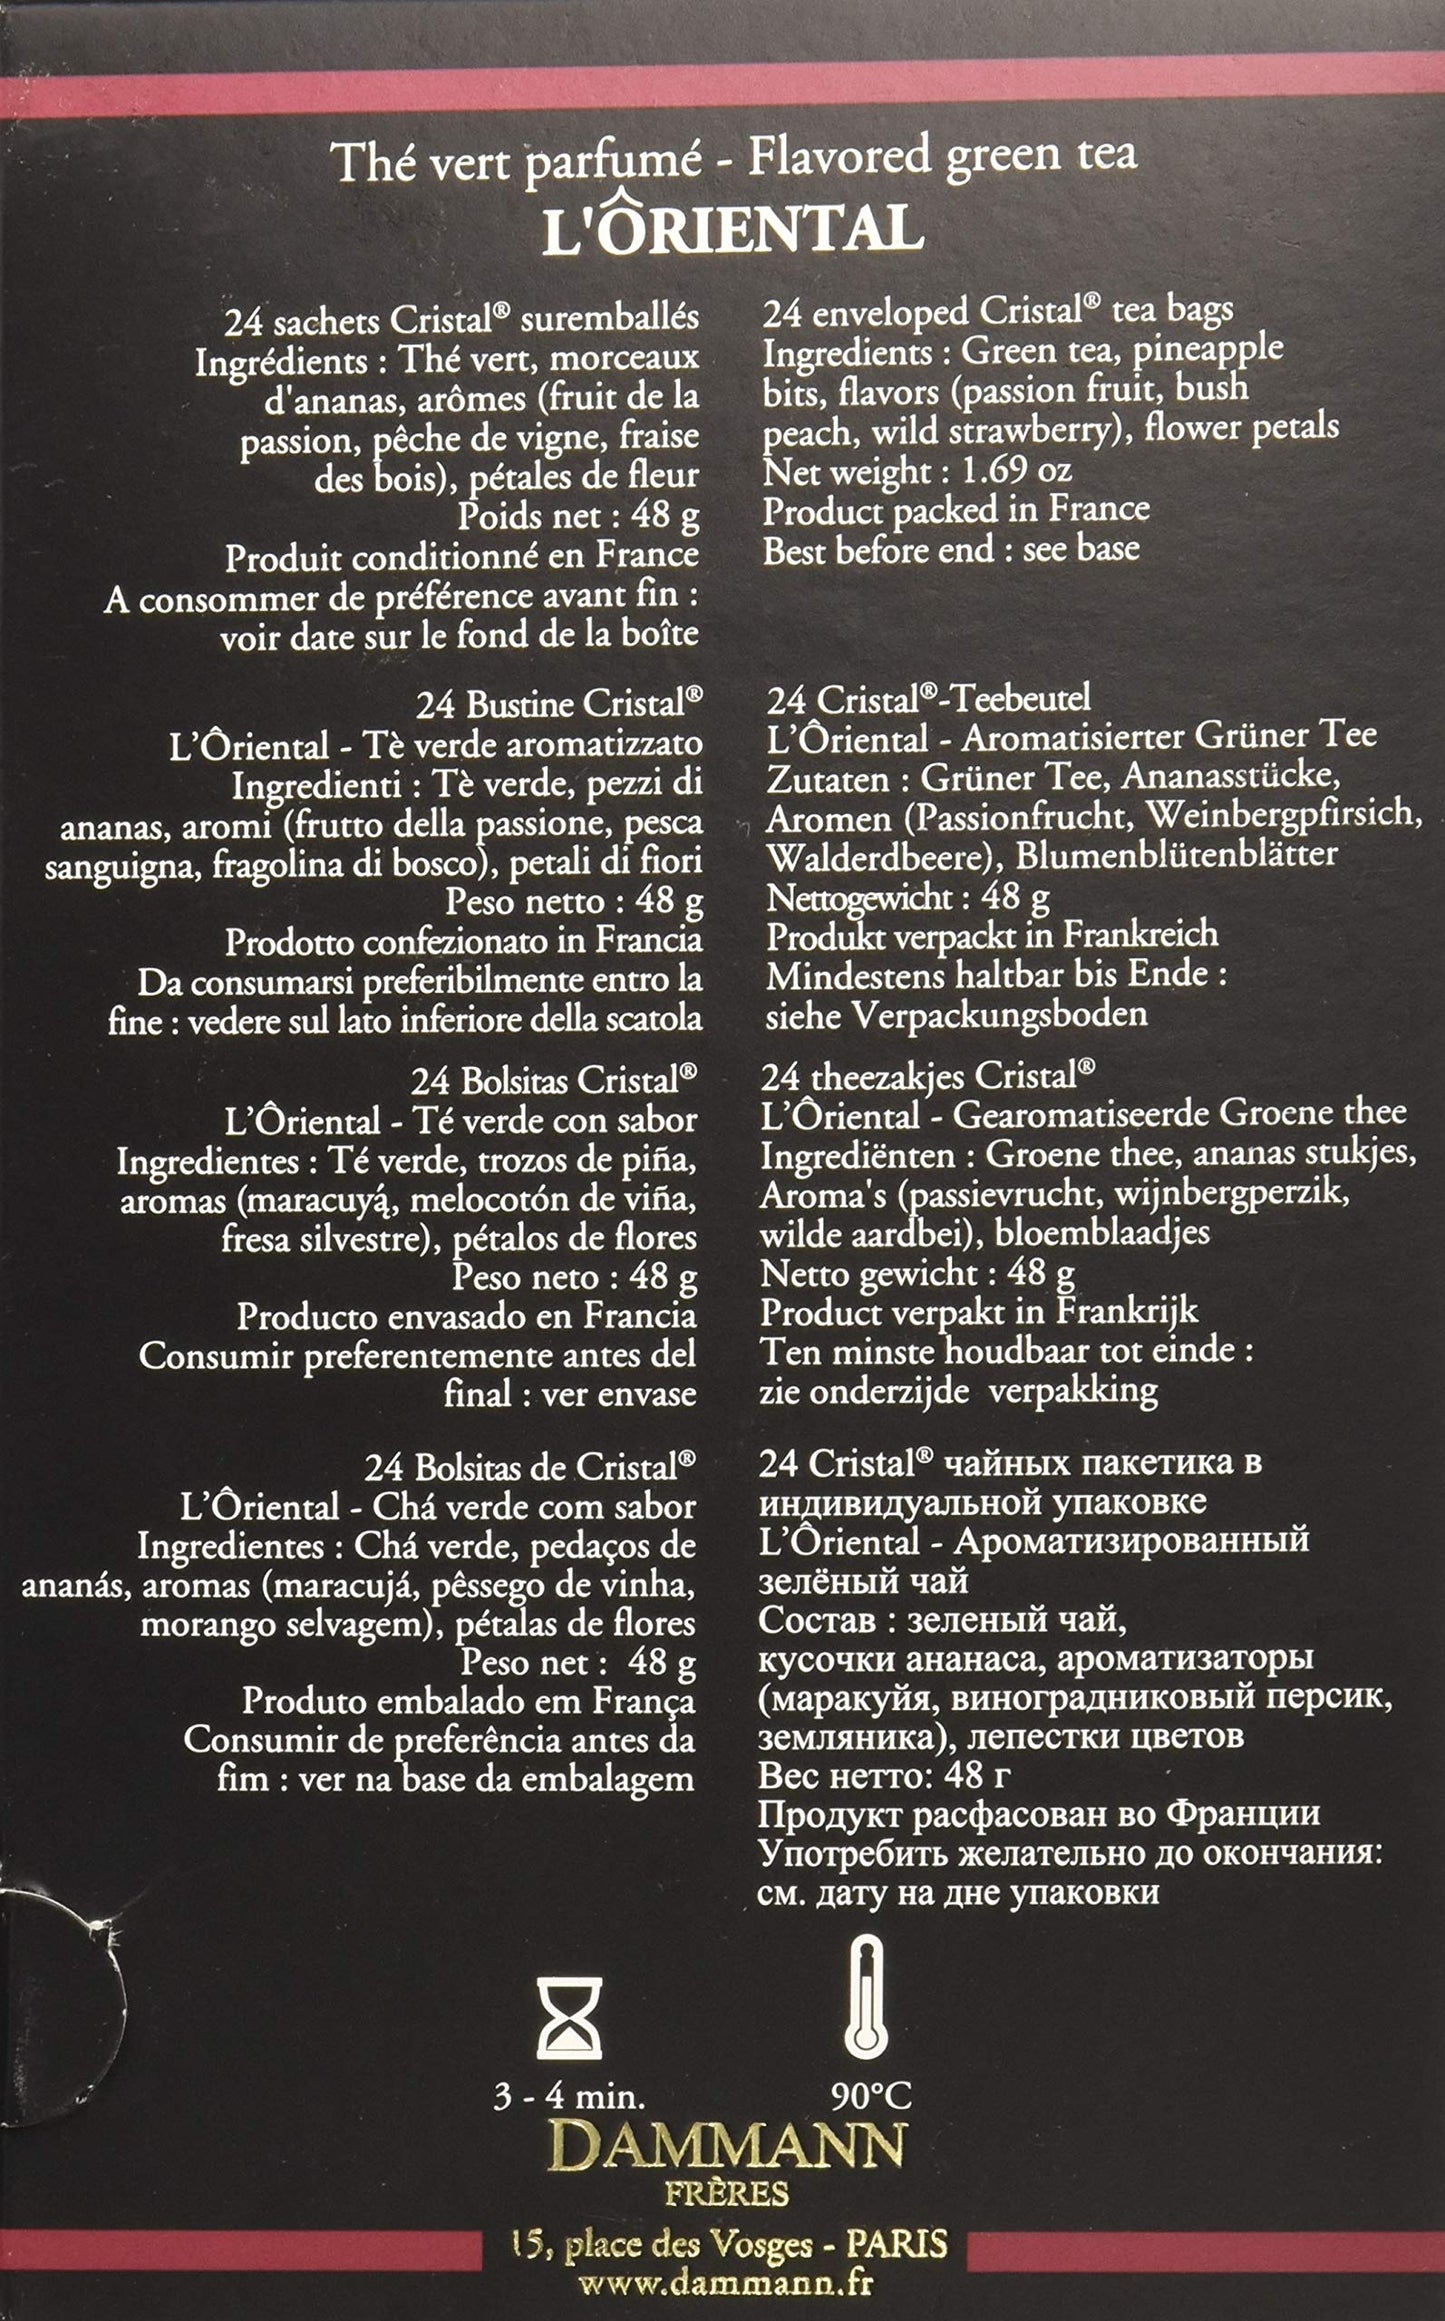 Thé vert parfumé - Flavored green tea
L'ÔRIENTAL
24 sachets Cristal® suremballés
Ingrédients : Thé vert, morceaux
d'ananas, arômes (fruit de la
passion, pêche de vigne, fraise
des bois), pétales de fleur
Poids net : 48 g
Produit conditionné en France
A consommer de préférence avant fin :
voir date sur le fond de la boîte
24 enveloped Cristal® tea bags
Ingredients : Green tea, pineapple
bits, flavors (passion fruit, bush
peach, wild strawberry), flower petals
Net weight : 1.69 oz
Product packed in France
Best before end : see base
24 Bustine Cristal®
L'Ôriental - Tè verde aromatizzato
Ingredienti : Tè verde, pezzi di
ananas, aromi (frutto della passione, pesca
sanguigna, fragolina di bosco), petali di fiori
Peso netto : 48 g
Prodotto confezionato in Francia
Da consumarsi preferibilmente entro la
fine : vedere sul lato inferiore della scatola
24 Cristal®-Teebeutel
L'Ôriental - Aromatisierter Grüner Tee
Zutaten : Grüner Tee, Ananasstücke,
Aromen (Passionfrucht, Weinbergpfirsich,
Walderdbeere), Blumenblütenblätter
Nettogewicht : 48 g
Produkt verpackt in Frankreich
Mindestens haltbar bis Ende :
siehe Verpackungsboden
24 Bolsitas Cristal®
L'Ôriental - Té verde con sabor
Ingredientes : Té verde, trozos de piña,
aromas (maracuyą́, melocotón de viña,
fresa silvestre), pétalos de flores
Peso neto : 48 g
Producto envasado en Francia
Consumir preferentemente antes del
final : ver envase
24 theezakjes Cristal®
L'Ôriental - Gearomatiseerde Groene thee
Ingrediënten : Groene thee, ananas stukjes,
Aroma's (passievrucht, wijnbergperzik,
wilde aardbei), bloemblaadjes
Netto gewicht : 48 g
Product verpakt in Frankrijk
Ten minste houdbaar tot einde :
zie onderzijde verpakking
24 Bolsitas de Cristal®
L'Ôriental - Chá verde com sabor
Ingredientes : Chá verde, pedaços de
ananás, aromas (maracujá, pêssego de vinha,
morango selvagem), pétalas de flores
Peso net : 48 g
Produto embalado em França
Consumir de preferência antes da
fim : ver na base da embalagem
24 Cristal® чайных пакетика в
индивидуальной упаковке
L'Ôriental - Ароматизированный
зелёный чай
Состав : зеленый чай,
кусочки ананаса, ароматизаторы
(маракуйя, виноградниковый персик,
земляника), лепестки цветов
Вес нетто: 48 г
Продукт расфасован во Франции
Употребить желательно до окончания:
см. дату на дне упаковки
3 - 4 min.
90°C
DAMMANN
FRÈRES
15, place des Vosges - PARIS
www.dammann.fr